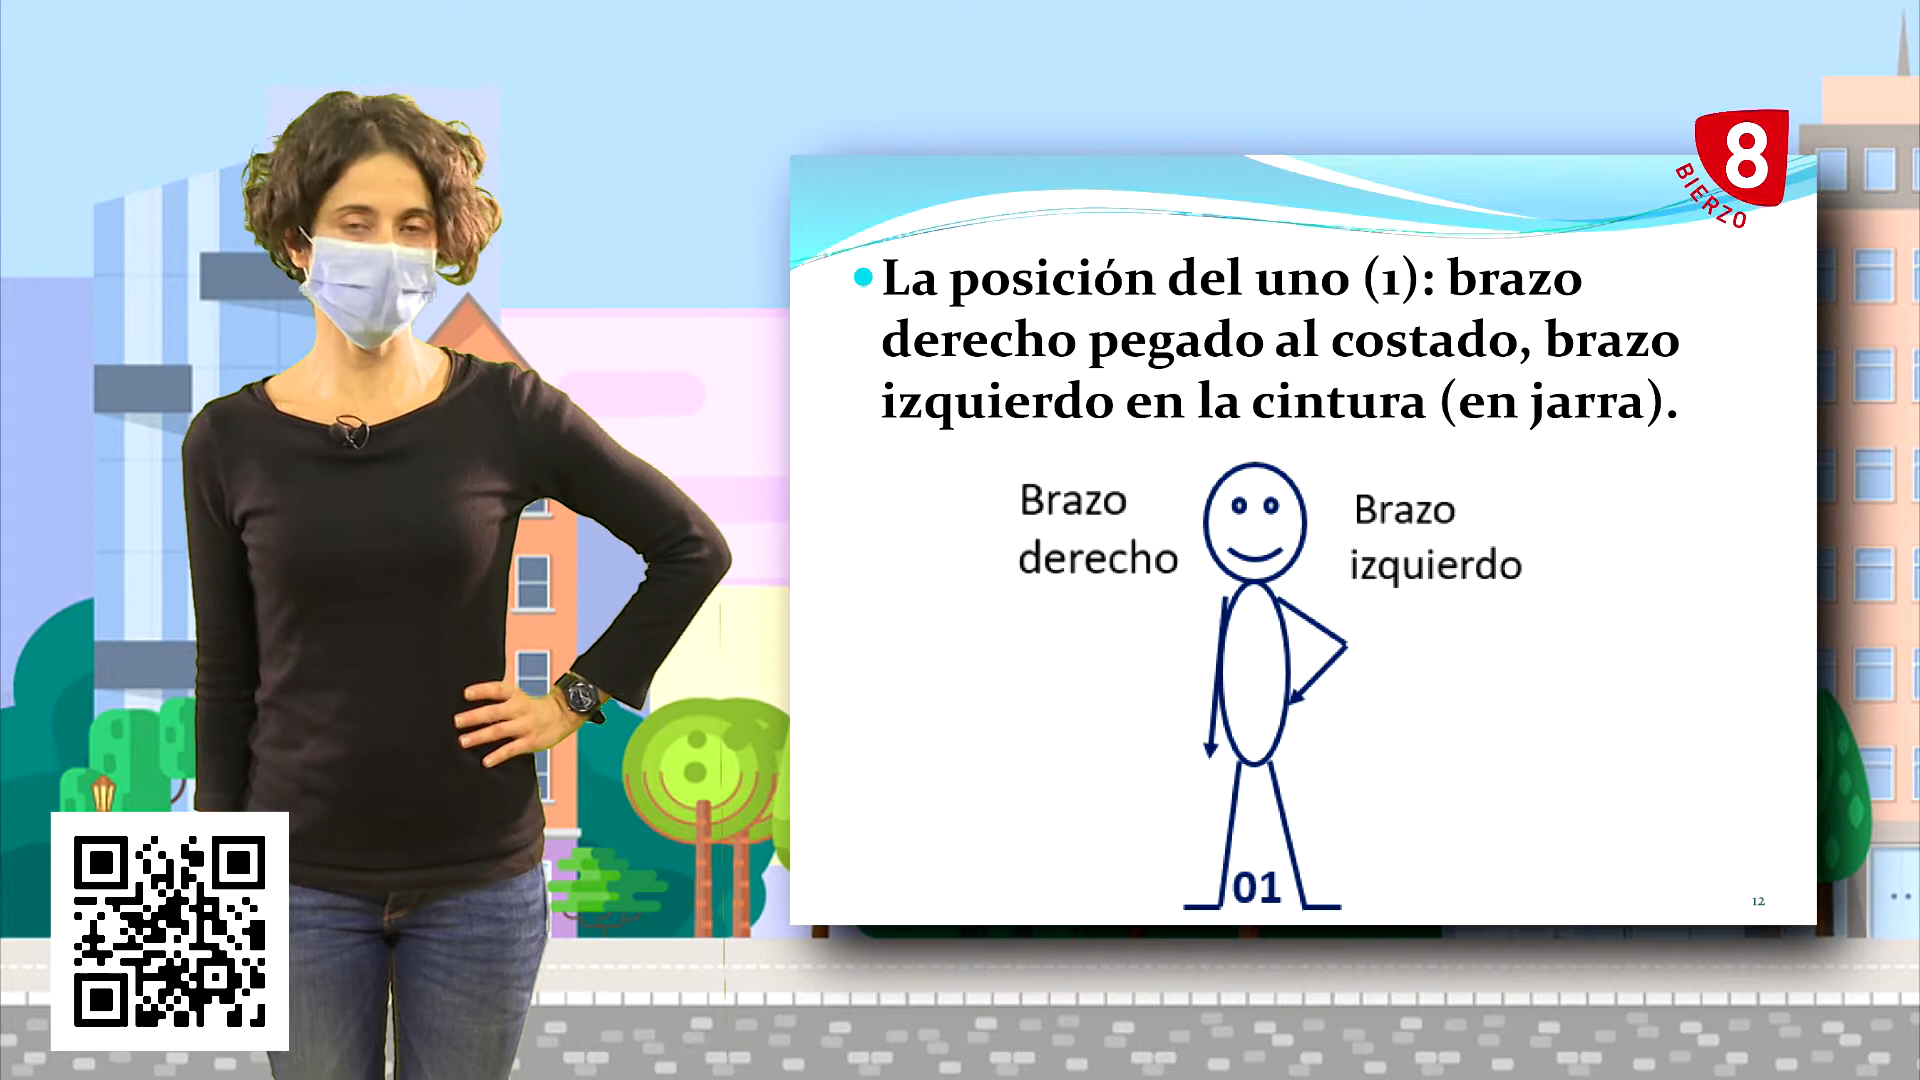 8
BIERZO
La posición del uno (1): brazo
derecho pegado al costado, brazo
izquierdo en la cintura (en jarra).
Brazo
derecho
Brazo
izquierdo
01
12